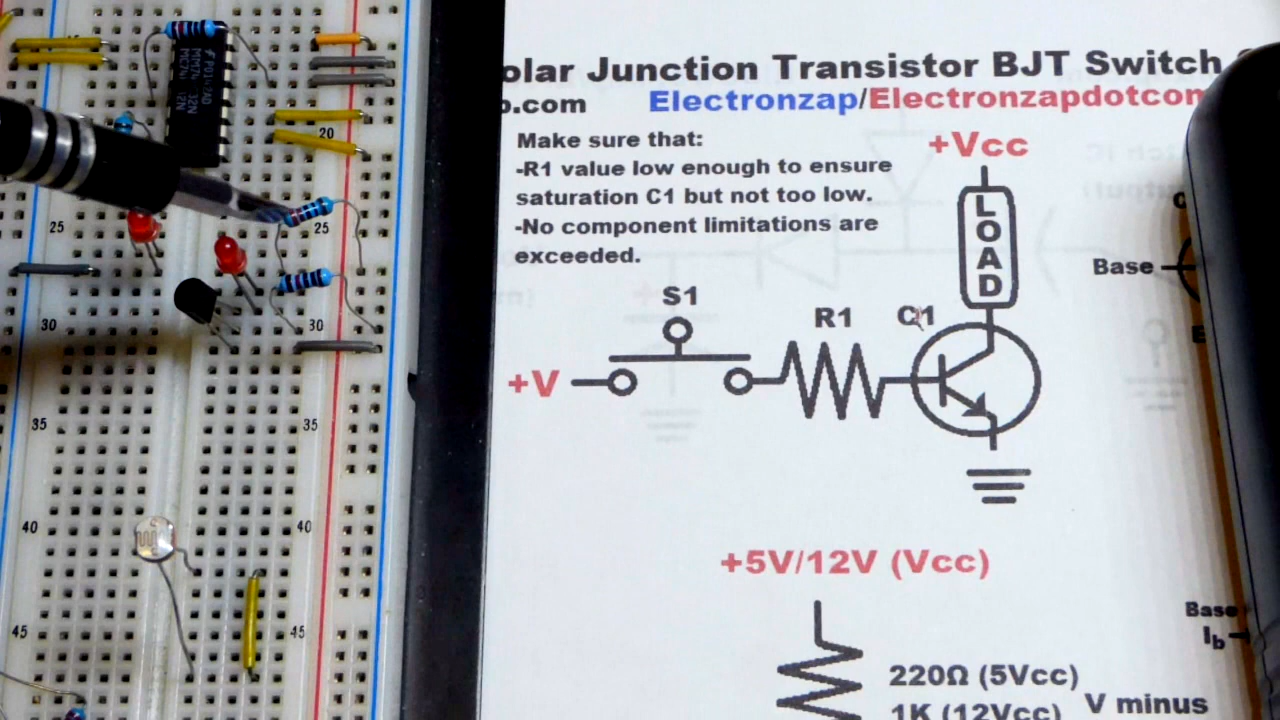 olar Junction Transistor BJT Switch
o.com Electronzap/Electronzapdotcom
Make sure that:
-R1 value low enough to ensure
saturation C1 but not too low.
-No component limitations are
exceeded.
+Vcc
LOAD
S1
R1
+V
Base
+5V/12V (Vcc)
220Ω (5Vcc)
1K (12Vcc)
V minus
Base
Ib
20
25
25
30
30
35
35
40
40
45
45